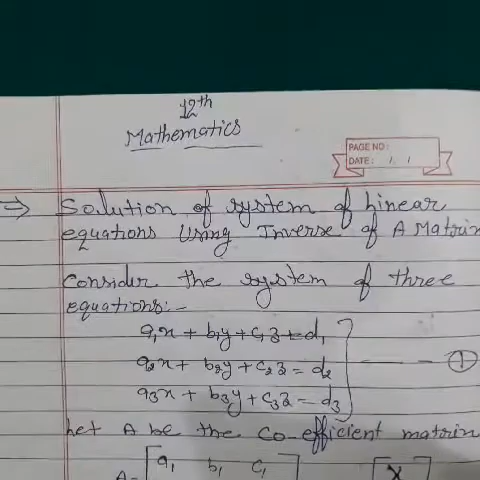 12th
Mathematics
PAGE NO:
DATE: / /
⇒ Solution of system of Linear
equations Using Inverse of A Matrix
Consider the system of three
equations:-
a₁x + b₁y + c₁z = d₁
a₂x + b₂y + c₂z = d₂ — — ①
a₃x + b₃y + c₃z = d₃
Let A be the Co-efficient matrix
A = [ a₁ b₁ c₁ ] [ x ]